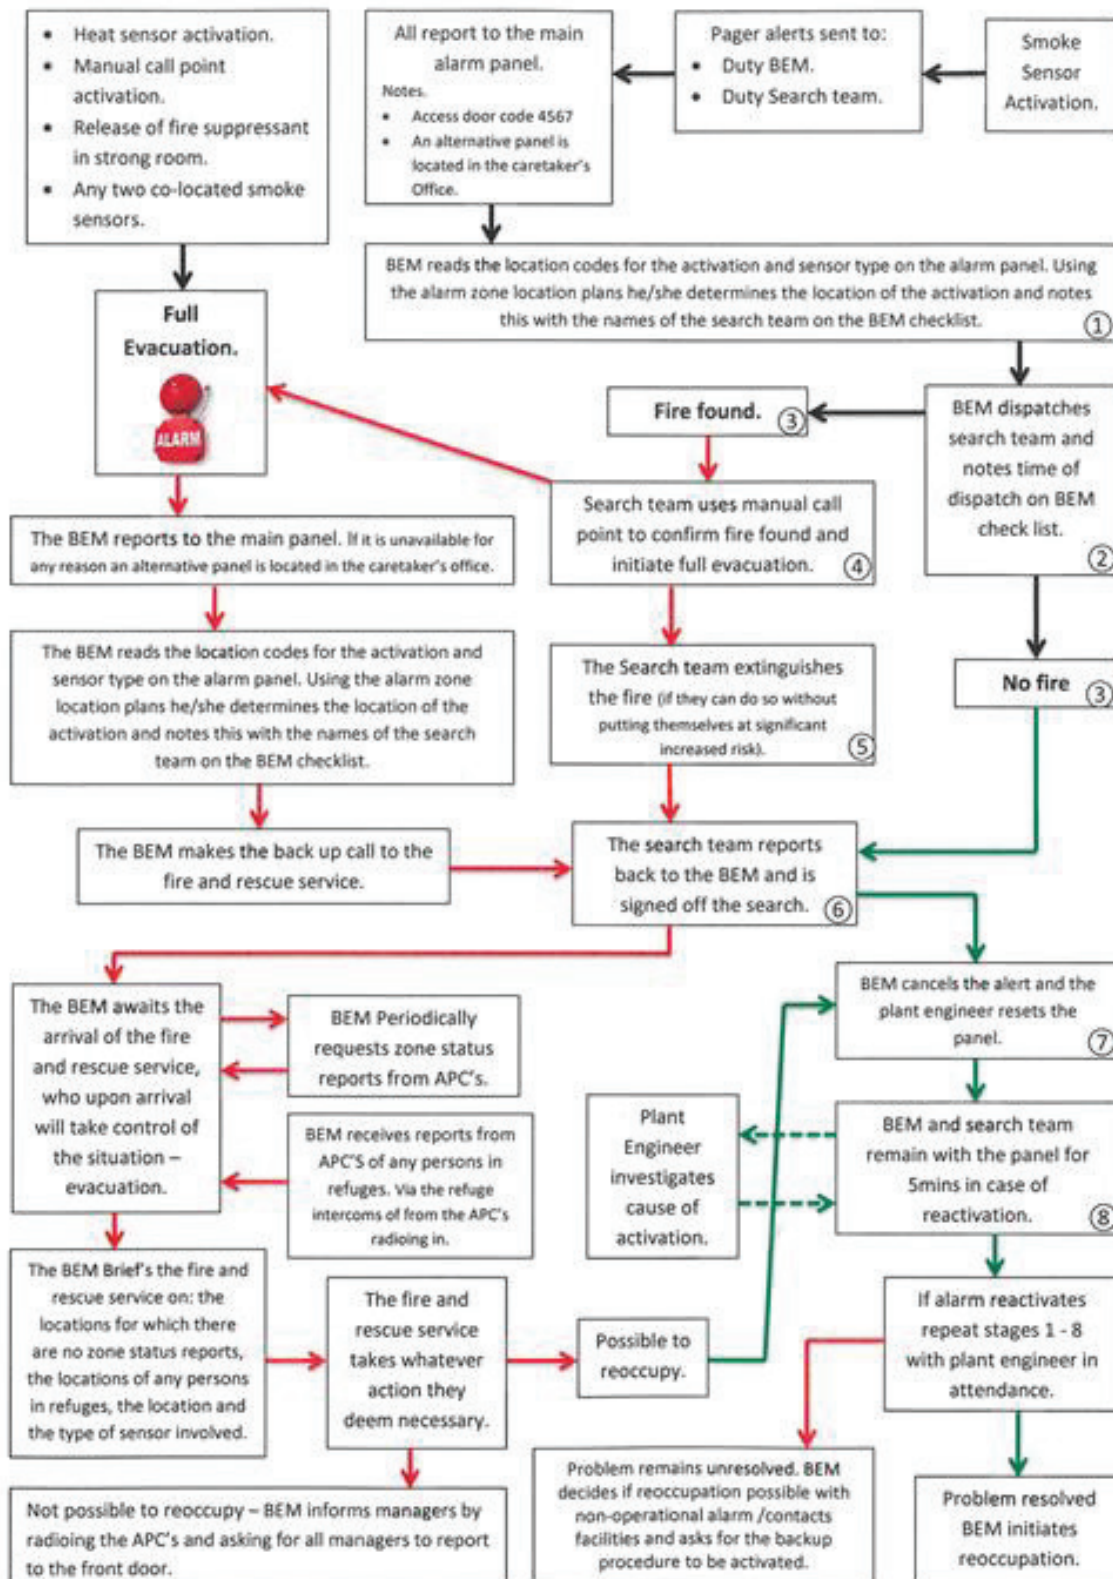 • Heat sensor activation.
• Manual call point
activation.
• Release of fire suppressant
in strong room.
• Any two co-located smoke
sensors.
All report to the main
alarm panel.
Notes.
• Access door code 4567
• An alternative panel is
located in the caretaker's
Office.
Pager alerts sent to:
• Duty BEM.
• Duty Search team.
Smoke
Sensor
Activation.
BEM reads the location codes for the activation and sensor type on the alarm panel. Using
the alarm zone location plans he/she determines the location of the activation and notes
this with the names of the search team on the BEM checklist.
1
Full
Evacuation.
ALARM
Fire found.
3
BEM dispatches
search team and
notes time of
dispatch on BEM
check list.
2
Search team uses manual call
point to confirm fire found and
initiate full evacuation.
4
The BEM reports to the main panel. If it is unavailable for
any reason an alternative panel is located in the caretaker's office.
The BEM reads the location codes for the activation and
sensor type on the alarm panel. Using the alarm zone
location plans he/she determines the location of the
activation and notes this with the names of the search
team on the BEM checklist.
The Search team extinguishes
the fire (if they can do so without
putting themselves at significant
increased risk).
5
No fire
3
The BEM makes the back up call to the
fire and rescue service.
The search team reports
back to the BEM and is
signed off the search.
6
The BEM awaits the
arrival of the fire
and rescue service,
who upon arrival
will take control of
the situation –
evacuation.
BEM Periodically
requests zone status
reports from APC's.
BEM receives reports from
APC'S of any persons in
refuges. Via the refuge
intercoms of from the APC's
radioing in.
BEM cancels the alert and the
plant engineer resets the
panel.
7
Plant
Engineer
investigates
cause of
activation.
BEM and search team
remain with the panel for
5mins in case of
reactivation.
8
The BEM Brief's the fire and
rescue service on: the
locations for which there
are no zone status reports,
the locations of any persons
in refuges, the location and
the type of sensor involved.
The fire and
rescue service
takes whatever
action they
deem necessary.
Possible to
reoccupy.
If alarm reactivates
repeat stages 1 - 8
with plant engineer in
attendance.
Not possible to reoccupy – BEM informs managers by
radioing the APC's and asking for all managers to report
to the front door.
Problem remains unresolved. BEM
decides if reoccupation possible with
non-operational alarm /contacts
facilities and asks for the backup
procedure to be activated.
Problem resolved
BEM initiates
reoccupation.